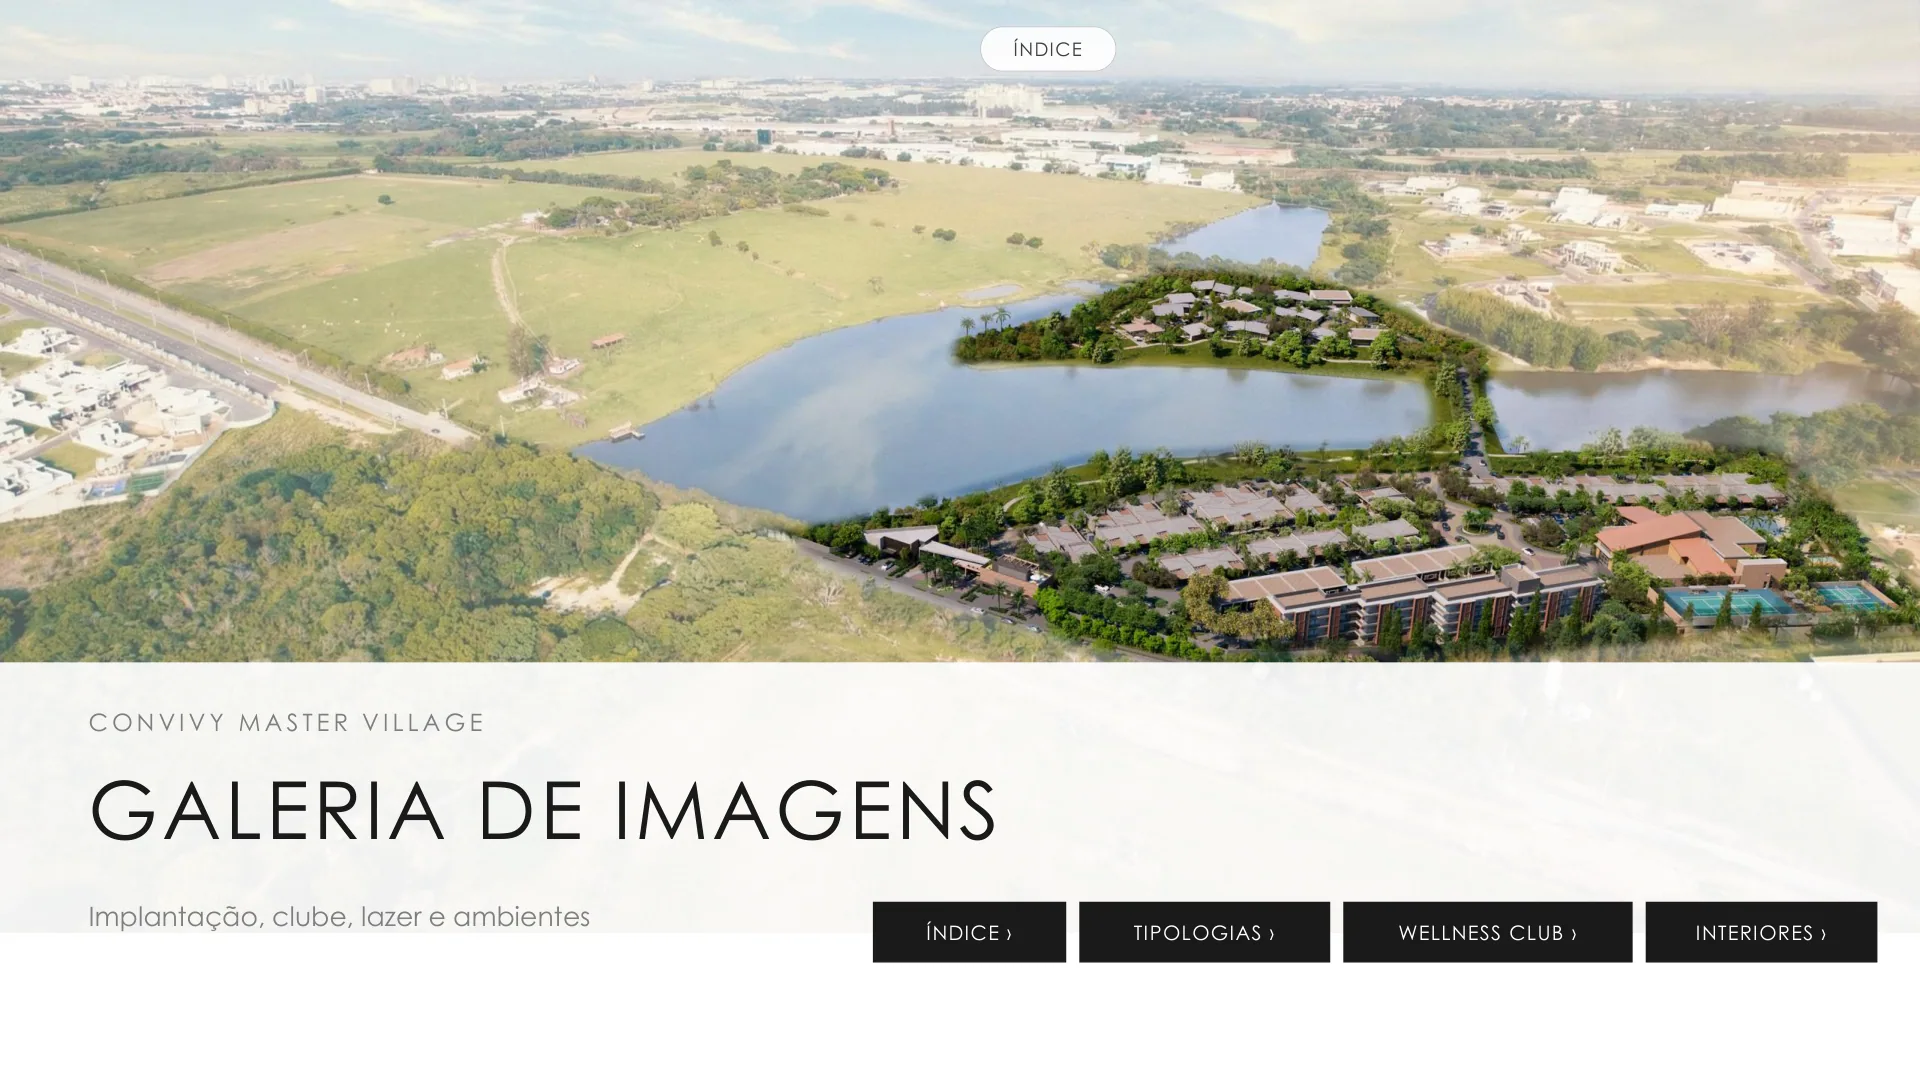 ÍNDICE
CONVIVY MASTER VILLAGE
GALERIA DE IMAGENS
Implantação, clube, lazer e ambientes
ÍNDICE ›
TIPOLOGIAS ›
WELLNESS CLUB ›
INTERIORES ›